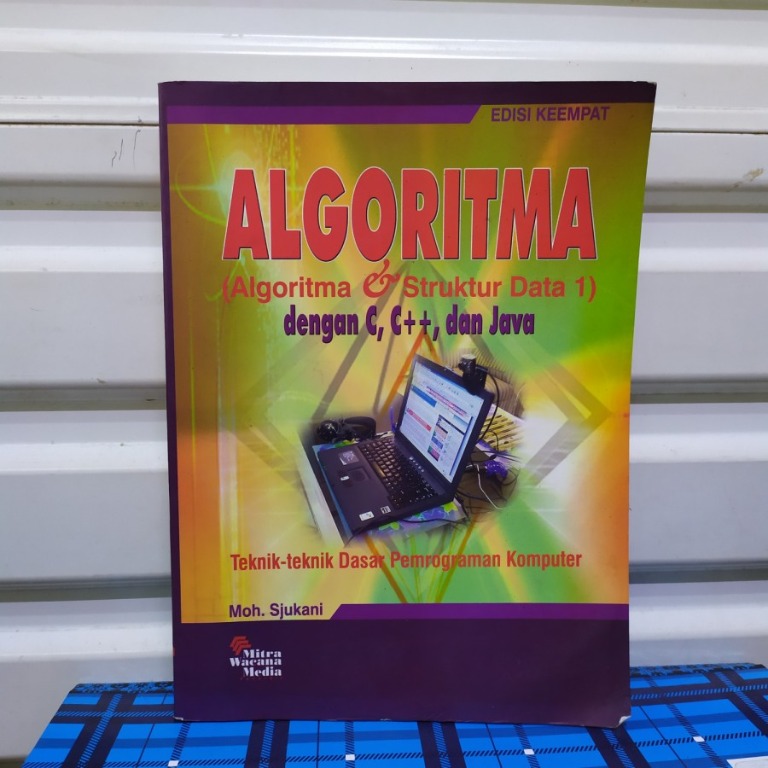 EDISI KEEMPAT
ALGORITMA
(Algoritma & Struktur Data 1)
dengan C, C++, dan Java
Teknik-teknik Dasar Pemrograman Komputer
Moh. Sjukani
Mitra
Wacana
Media